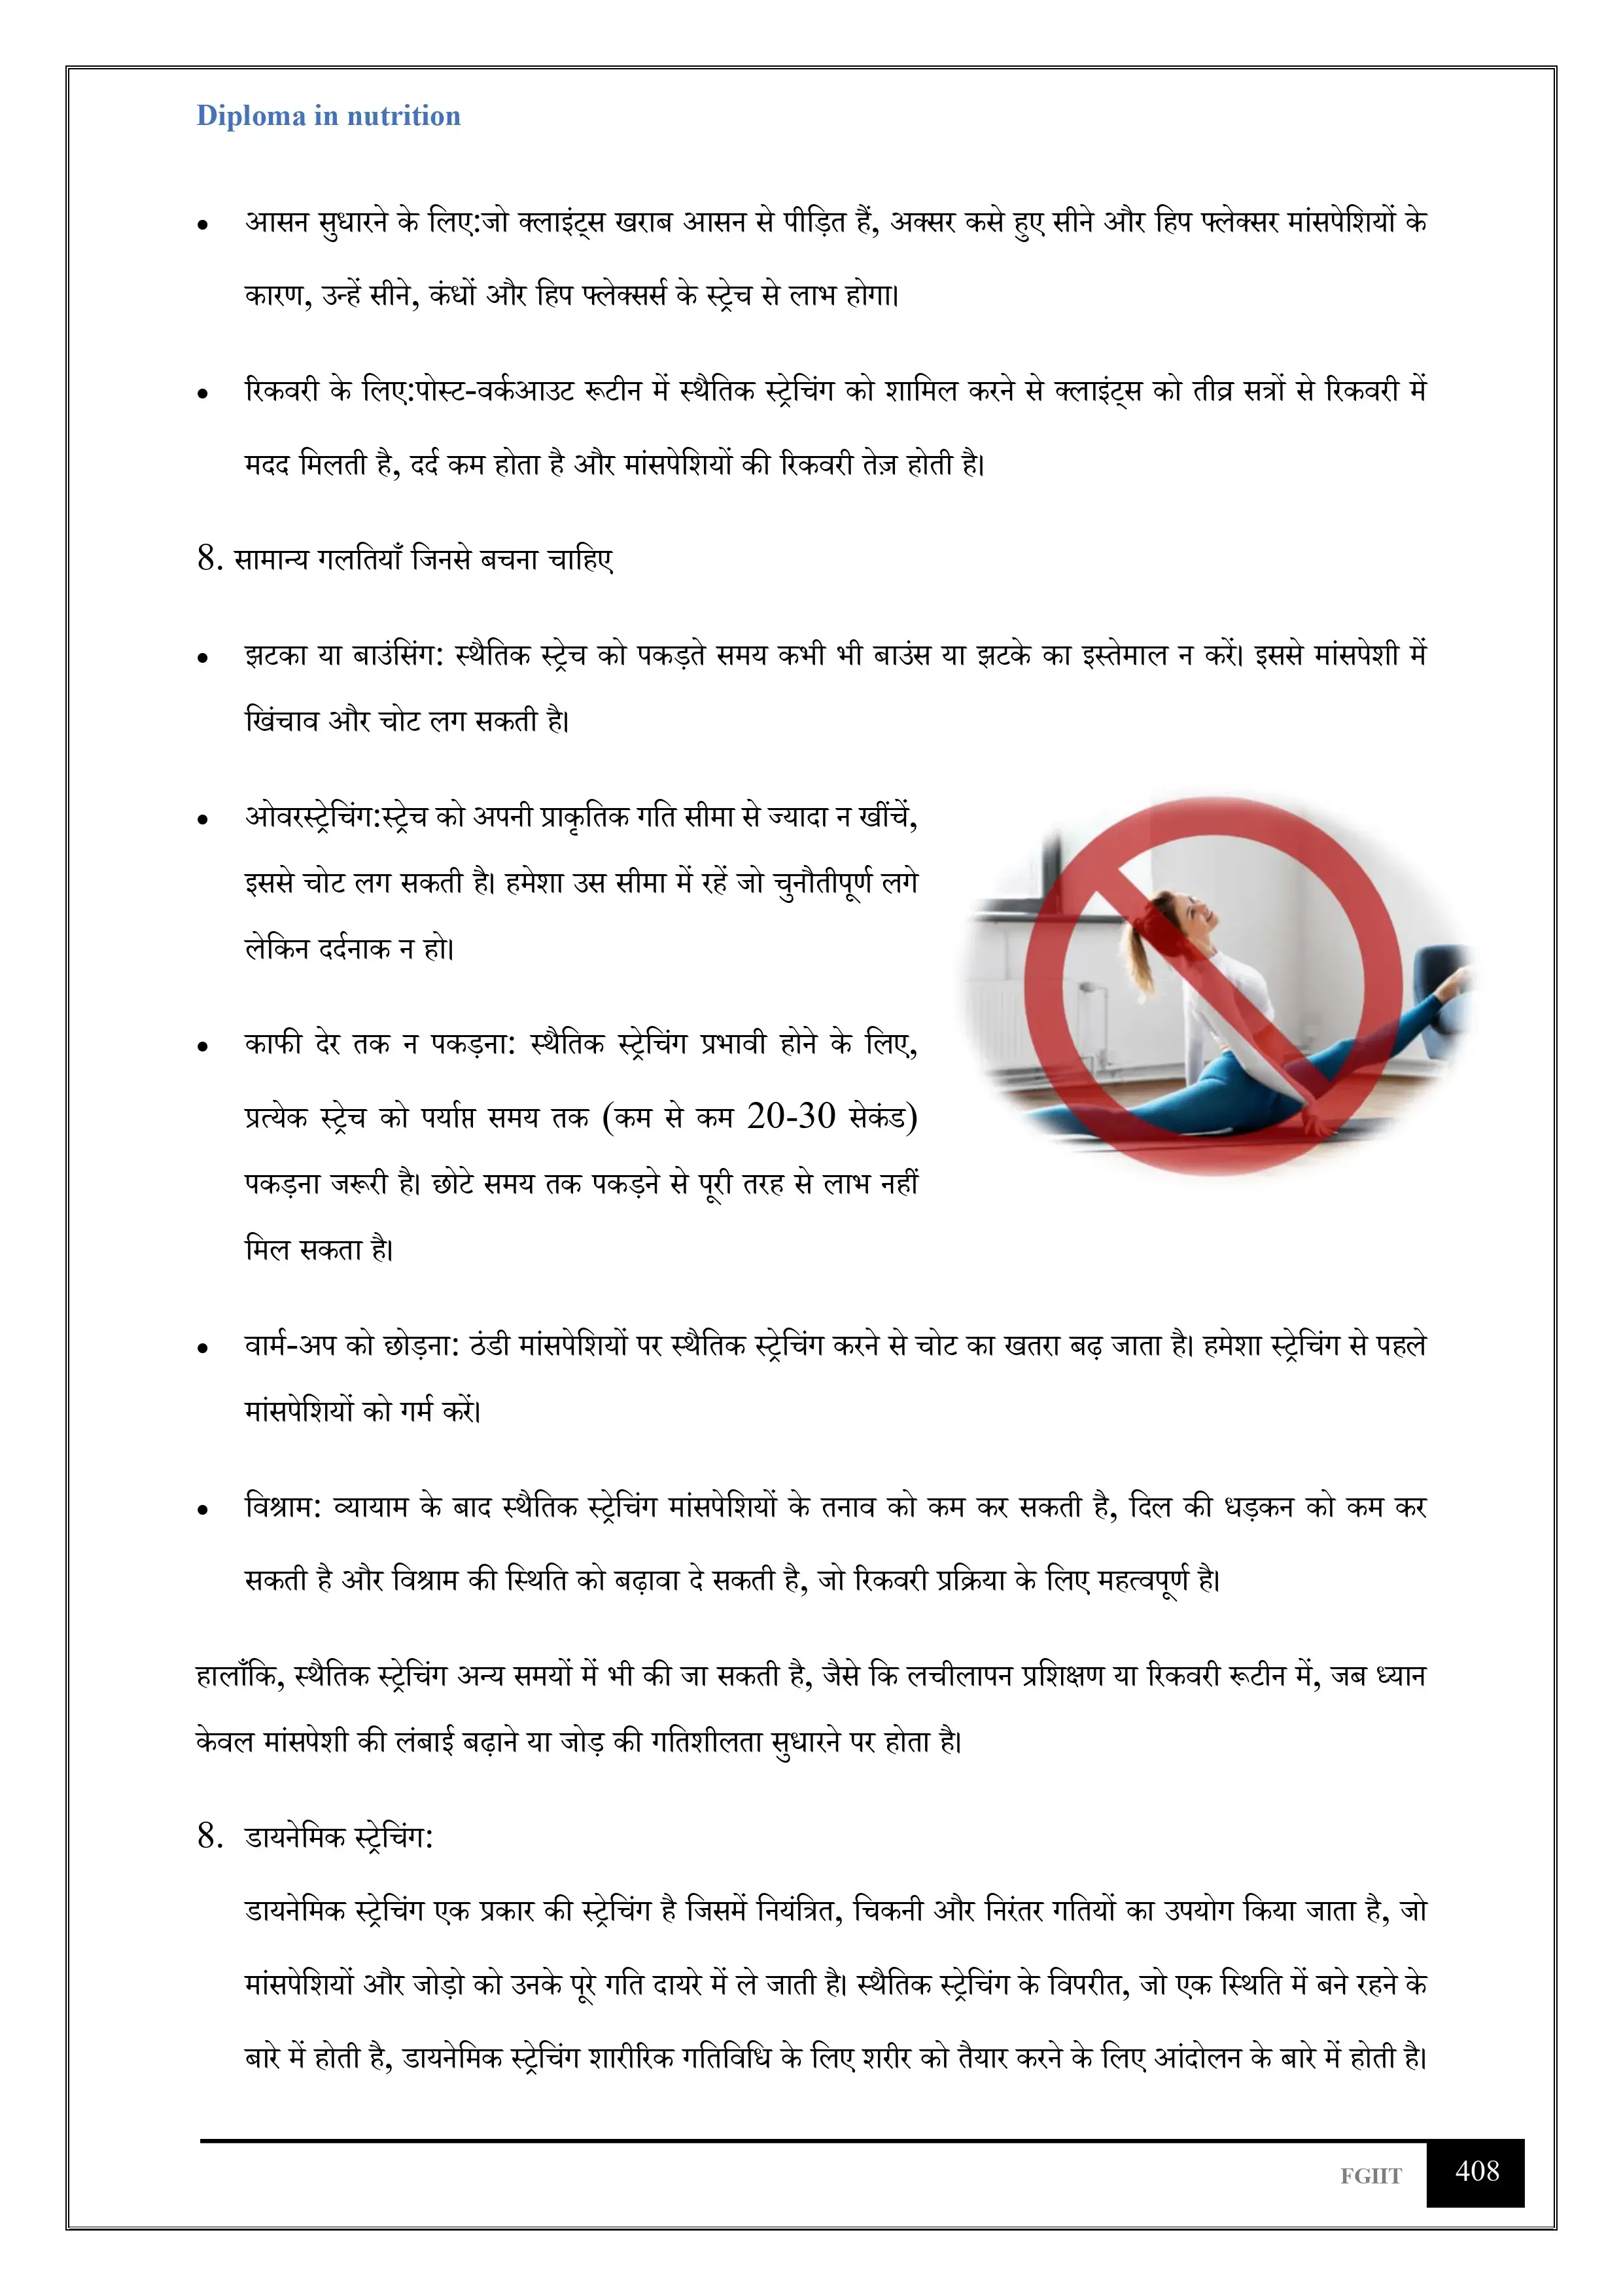 Diploma in nutrition
• आसन सुधारने के लिए:जो क्लाइंट्स खराब आसन से पीड़ित हैं, अक्सर कसे हुए सीने और हिप फ्लेक्सर मांसपेशियों के
कारण, उन्हें सीने, कंधों और हिप फ्लेक्सर्स के स्ट्रेच से लाभ होगा।
• रिकवरी के लिए:पोस्ट-वर्कआउट रूटीन में स्थैतिक स्ट्रेचिंग को शामिल करने से क्लाइंट्स को तीव्र सत्रों से रिकवरी में
मदद मिलती है, दर्द कम होता है और मांसपेशियों की रिकवरी तेज़ होती है।
8. सामान्य गलतियाँ जिनसे बचना चाहिए
• झटका या बाउंसिंग: स्थैतिक स्ट्रेच को पकड़ते समय कभी भी बाउंस या झटके का इस्तेमाल न करें। इससे मांसपेशी में
खिंचाव और चोट लग सकती है।
• ओवरस्ट्रेचिंग:स्ट्रेच को अपनी प्राकृतिक गति सीमा से ज्यादा न खींचें,
इससे चोट लग सकती है। हमेशा उस सीमा में रहें जो चुनौतीपूर्ण लगे
लेकिन दर्दनाक न हो।
• काफी देर तक न पकड़ना: स्थैतिक स्ट्रेचिंग प्रभावी होने के लिए,
प्रत्येक स्ट्रेच को पर्याप्त समय तक (कम से कम 20-30 सेकंड)
पकड़ना जरूरी है। छोटे समय तक पकड़ने से पूरी तरह से लाभ नहीं
मिल सकता है।
• वार्म-अप को छोड़ना: ठंडी मांसपेशियों पर स्थैतिक स्ट्रेचिंग करने से चोट का खतरा बढ़ जाता है। हमेशा स्ट्रेचिंग से पहले
मांसपेशियों को गर्म करें।
• विश्राम: व्यायाम के बाद स्थैतिक स्ट्रेचिंग मांसपेशियों के तनाव को कम कर सकती है, दिल की धड़कन को कम कर
सकती है और विश्राम की स्थिति को बढ़ावा दे सकती है, जो रिकवरी प्रक्रिया के लिए महत्वपूर्ण है।
हालाँकि, स्थैतिक स्ट्रेचिंग अन्य समयों में भी की जा सकती है, जैसे कि लचीलापन प्रशिक्षण या रिकवरी रूटीन में, जब ध्यान
केवल मांसपेशी की लंबाई बढ़ाने या जोड़ की गतिशीलता सुधारने पर होता है।
8. डायनेमिक स्ट्रेचिंग:
डायनेमिक स्ट्रेचिंग एक प्रकार की स्ट्रेचिंग है जिसमें नियंत्रित, चिकनी और निरंतर गतियों का उपयोग किया जाता है, जो
मांसपेशियों और जोड़ो को उनके पूरे गति दायरे में ले जाती है। स्थैतिक स्ट्रेचिंग के विपरीत, जो एक स्थिति में बने रहने के
बारे में होती है, डायनेमिक स्ट्रेचिंग शारीरिक गतिविधि के लिए शरीर को तैयार करने के लिए आंदोलन के बारे में होती है।
FGIIT 408